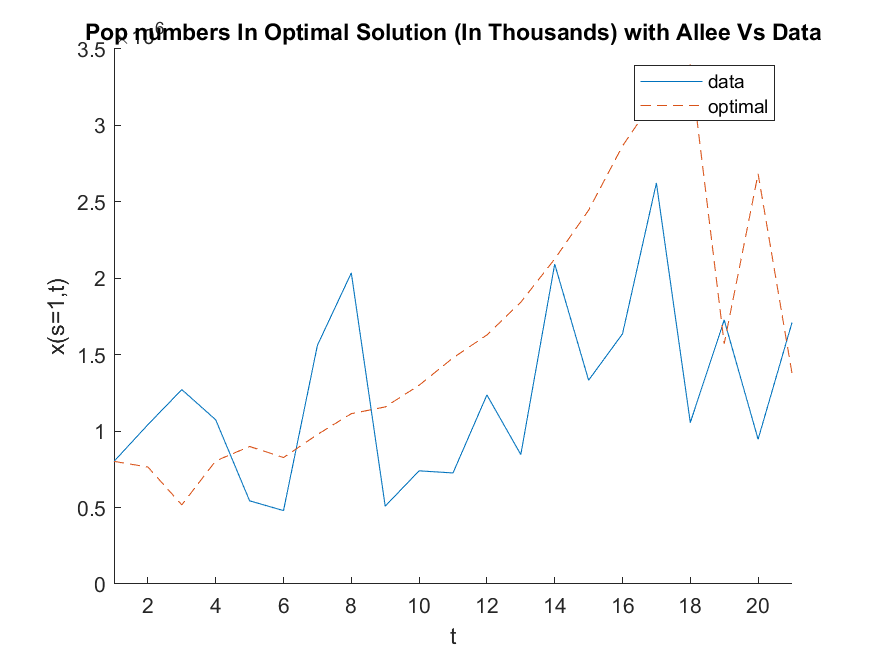 Pop numbers In Optimal Solution (In Thousands) with Allee Vs Data
×10^6
3.5
3
2.5
2
1.5
1
0.5
0
x(s=1,t)
data
optimal
2 4 6 8 10 12 14 16 18 20
t